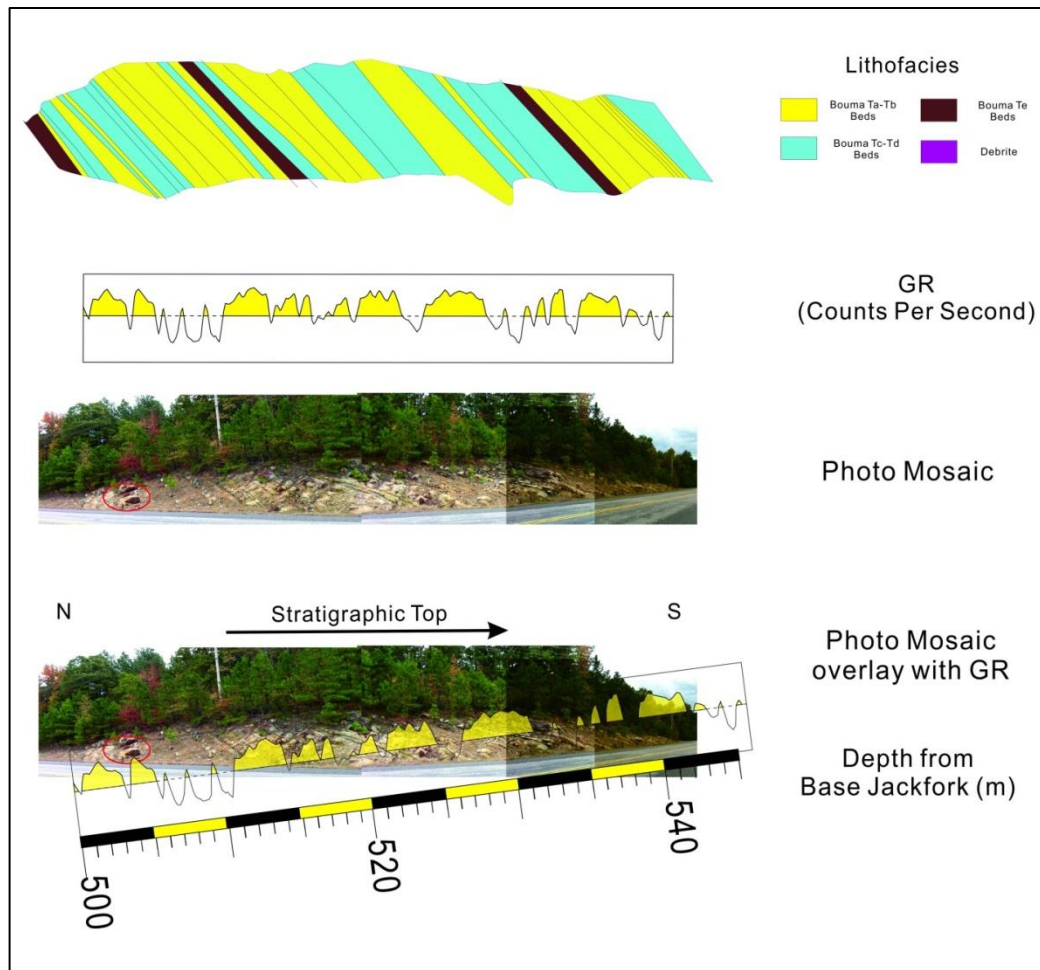 Lithofacies
Bouma Ta-Tb
Beds
Bouma Te
Beds
Bouma Tc-Td
Beds
Debrite
GR
(Counts Per Second)
Photo Mosaic
N
Stratigraphic Top
S
Photo Mosaic
overlay with GR
Depth from
Base Jackfork (m)
500
520
540